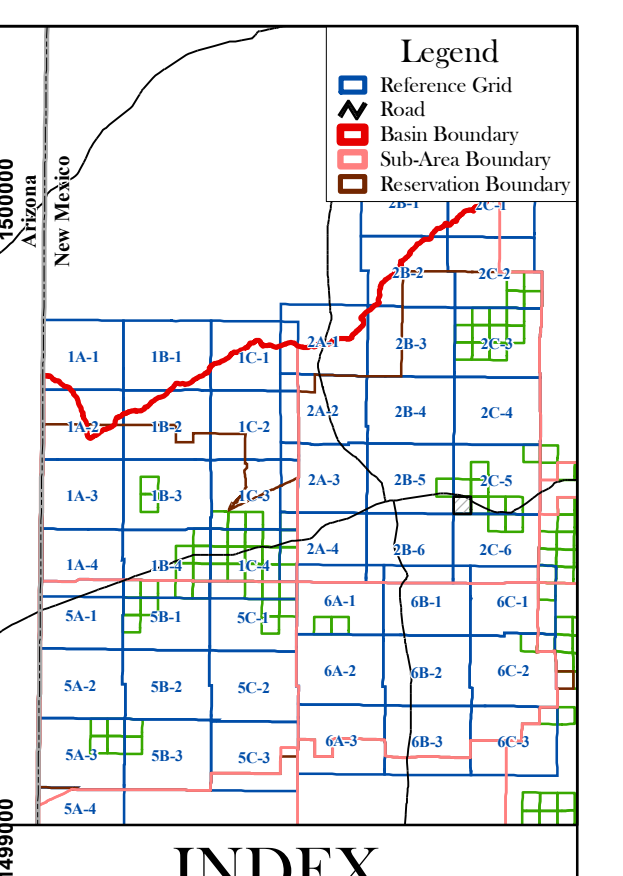 Legend
Reference Grid
Road
Basin Boundary
Sub-Area Boundary
Reservation Boundary
1500000
Arizona
New Mexico
2B-1 2C-1
2B-2 2C-2
2A-1 2B-3 2C-3
1A-1 1B-1 1C-1
2A-2 2B-4 2C-4
1A-2 1B-2 1C-2
2A-3 2B-5 2C-5
1A-3 1B-3 1C-3
2A-4 2B-6 2C-6
1A-4 1B-4 1C-4
6A-1 6B-1 6C-1
5A-1 5B-1 5C-1
6A-2 6B-2 6C-2
5A-2 5B-2 5C-2
6A-3 6B-3 6C-3
5A-3 5B-3 5C-3
5A-4
1499000
INDEX